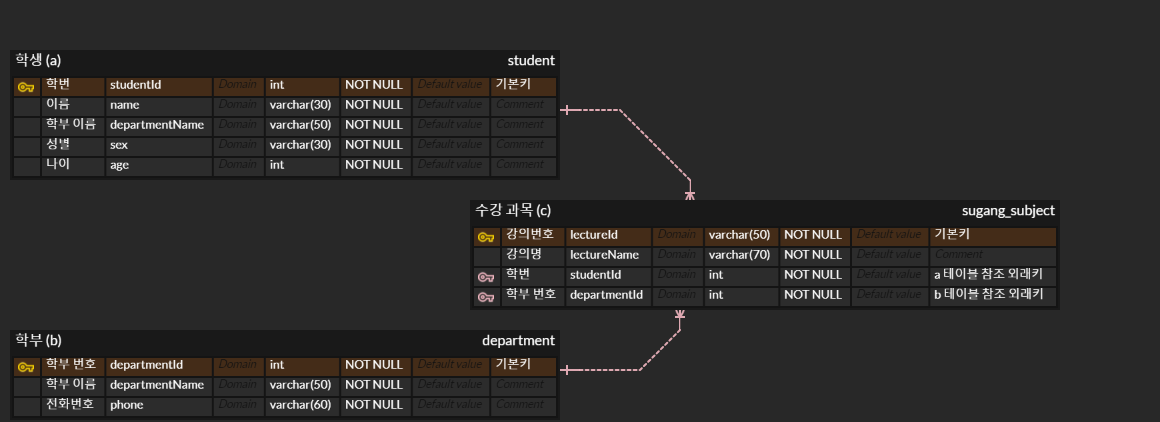 학생 (a) student
학번 studentId Domain int NOT NULL Default value 기본키
이름 name Domain varchar(30) NOT NULL Default value Comment
학부 이름 departmentName Domain varchar(50) NOT NULL Default value Comment
성별 sex Domain varchar(30) NOT NULL Default value Comment
나이 age Domain int NOT NULL Default value Comment
수강 과목 (c) sugang_subject
강의번호 lectureId Domain varchar(50) NOT NULL Default value 기본키
강의명 lectureName Domain varchar(70) NOT NULL Default value Comment
학번 studentId Domain int NOT NULL Default value a 테이블 참조 외래키
학부 번호 departmentId Domain int NOT NULL Default value b 테이블 참조 외래키
학부 (b) department
학부 번호 departmentId Domain int NOT NULL Default value 기본키
학부 이름 departmentName Domain varchar(50) NOT NULL Default value Comment
전화번호 phone Domain varchar(60) NOT NULL Default value Comment